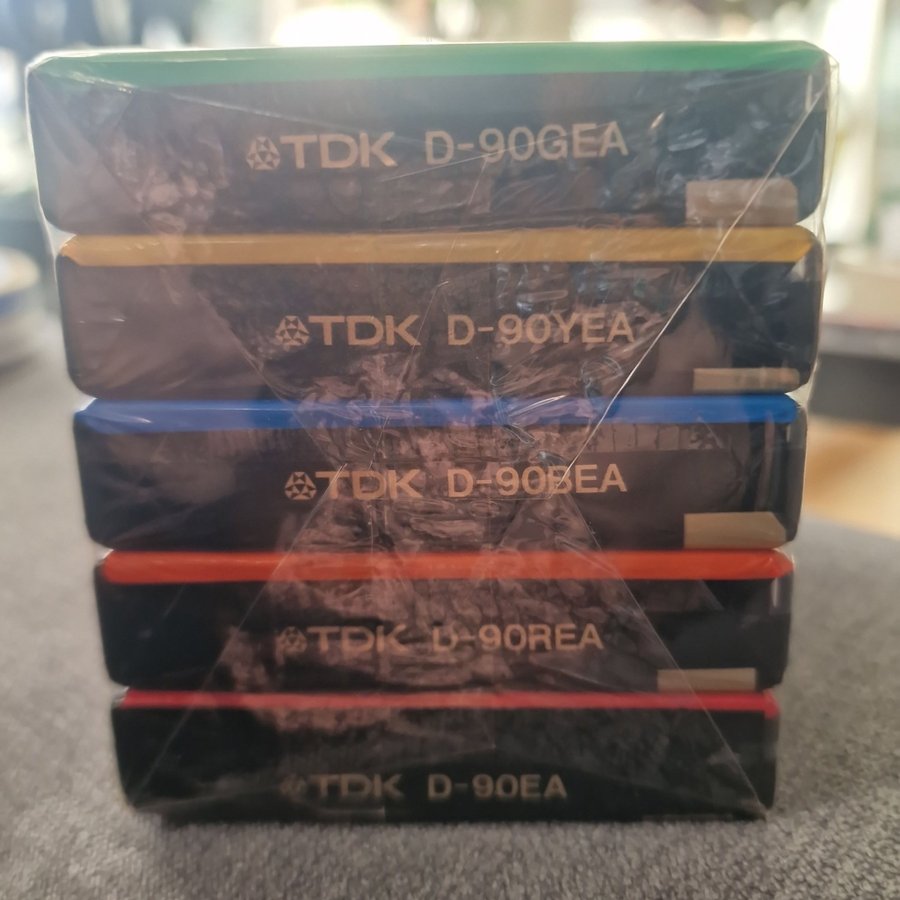 TDK D-90GEA
TDK D-90YEA
TDK D-90BEA
TDK D-90REA
TDK D-90EA